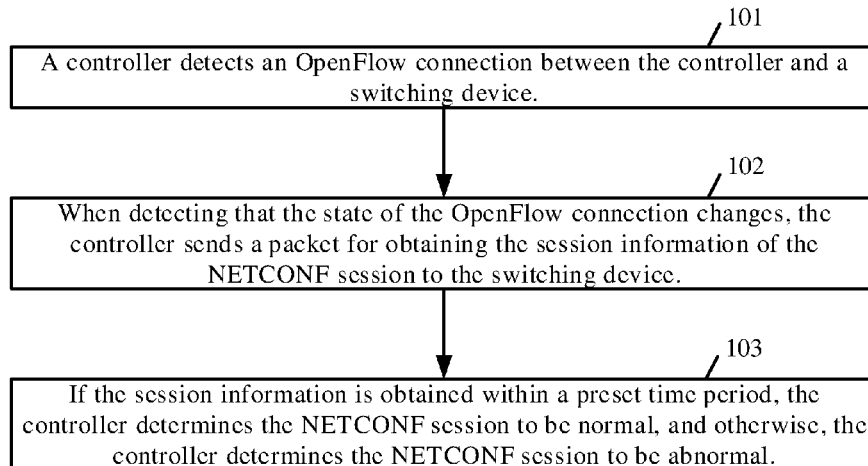 101
A controller detects an OpenFlow connection between the controller and a
switching device.
102
When detecting that the state of the OpenFlow connection changes, the
controller sends a packet for obtaining the session information of the
NETCONF session to the switching device.
103
If the session information is obtained within a preset time period, the
controller determines the NETCONF session to be normal, and otherwise, the
controller determines the NETCONF session to be abnormal.